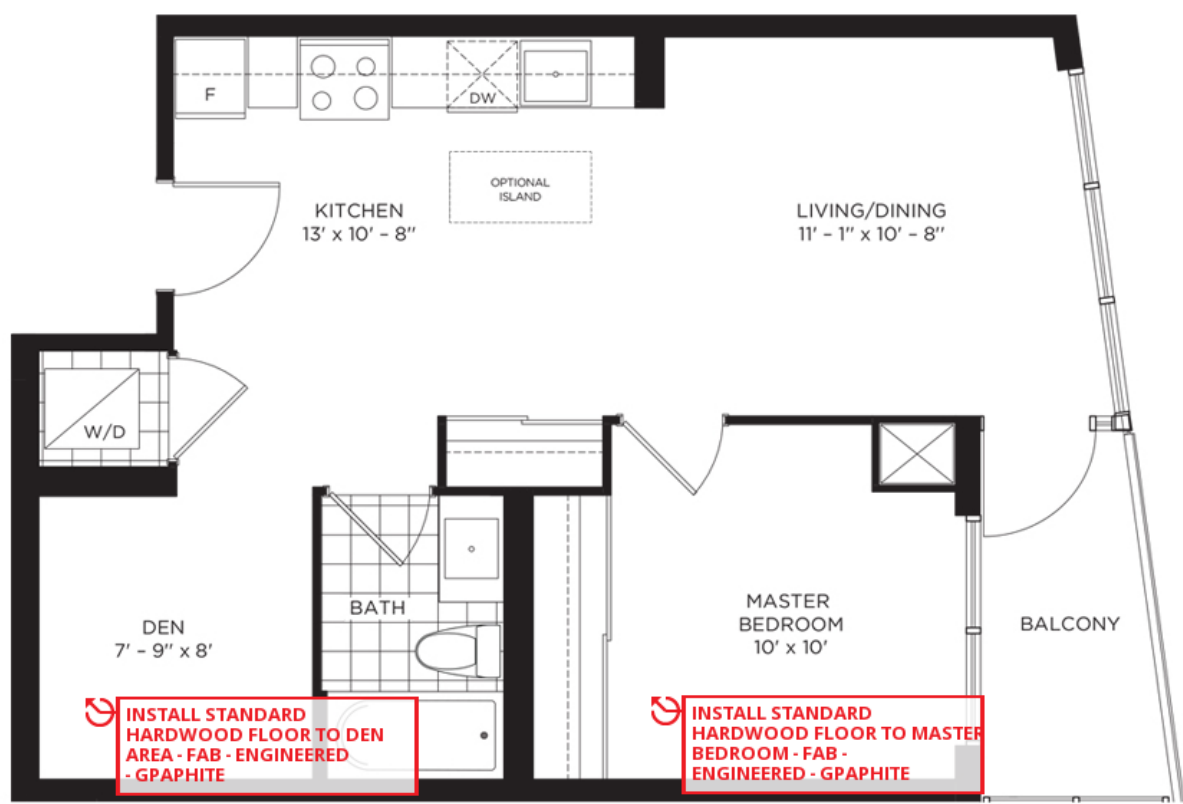 F
DW
OPTIONAL
ISLAND
KITCHEN
13' x 10' – 8"
LIVING/DINING
11' – 1" x 10' – 8"
W/D
BATH
DEN
7' – 9" x 8'
MASTER
BEDROOM
10' x 10'
BALCONY
INSTALL STANDARD
HARDWOOD FLOOR TO DEN
AREA - FAB - ENGINEERED
- GPAPHITE
INSTALL STANDARD
HARDWOOD FLOOR TO MASTER
BEDROOM - FAB -
ENGINEERED - GPAPHITE